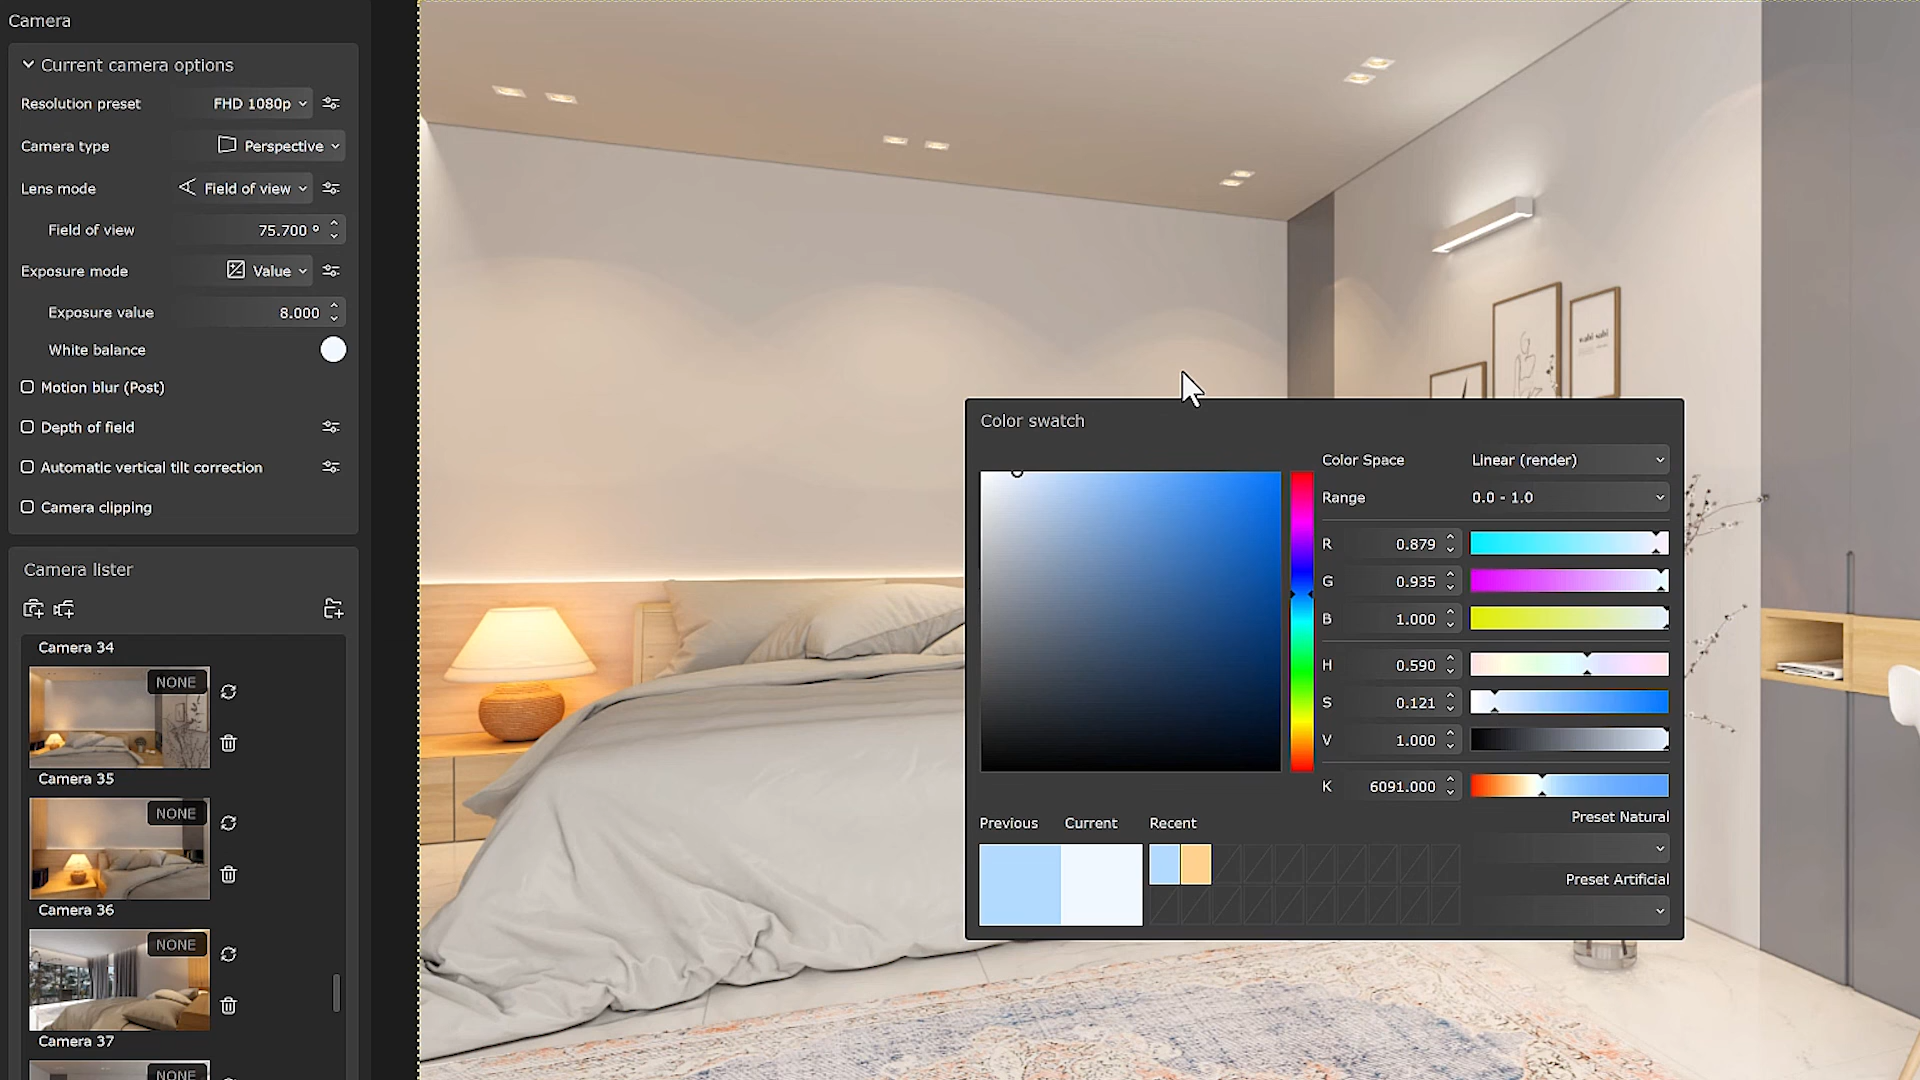 Camera
Current camera options
Resolution preset FHD 1080p
Camera type Perspective
Lens mode Field of view
Field of view 75.700 º
Exposure mode Value
Exposure value 8.000
White balance
Motion blur (Post)
Depth of field
Automatic vertical tilt correction
Camera clipping
Camera lister
Camera 34
NONE
Camera 35
NONE
Camera 36
NONE
Camera 37
NONE
wabi sabi
Color swatch
Color Space Linear (render)
Range 0.0 - 1.0
R 0.879
G 0.935
B 1.000
H 0.590
S 0.121
V 1.000
K 6091.000
Preset Natural
Preset Artificial
Previous Current Recent